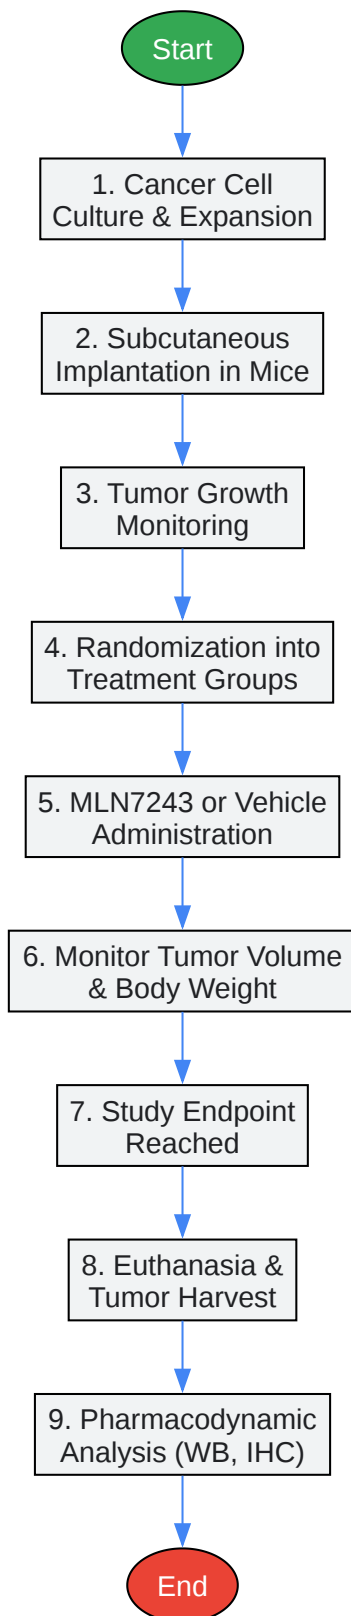 Start
1. Cancer Cell
Culture & Expansion
2. Subcutaneous
Implantation in Mice
3. Tumor Growth
Monitoring
4. Randomization into
Treatment Groups
5. MLN7243 or Vehicle
Administration
6. Monitor Tumor Volume
& Body Weight
7. Study Endpoint
Reached
8. Euthanasia &
Tumor Harvest
9. Pharmacodynamic
Analysis (WB, IHC)
End